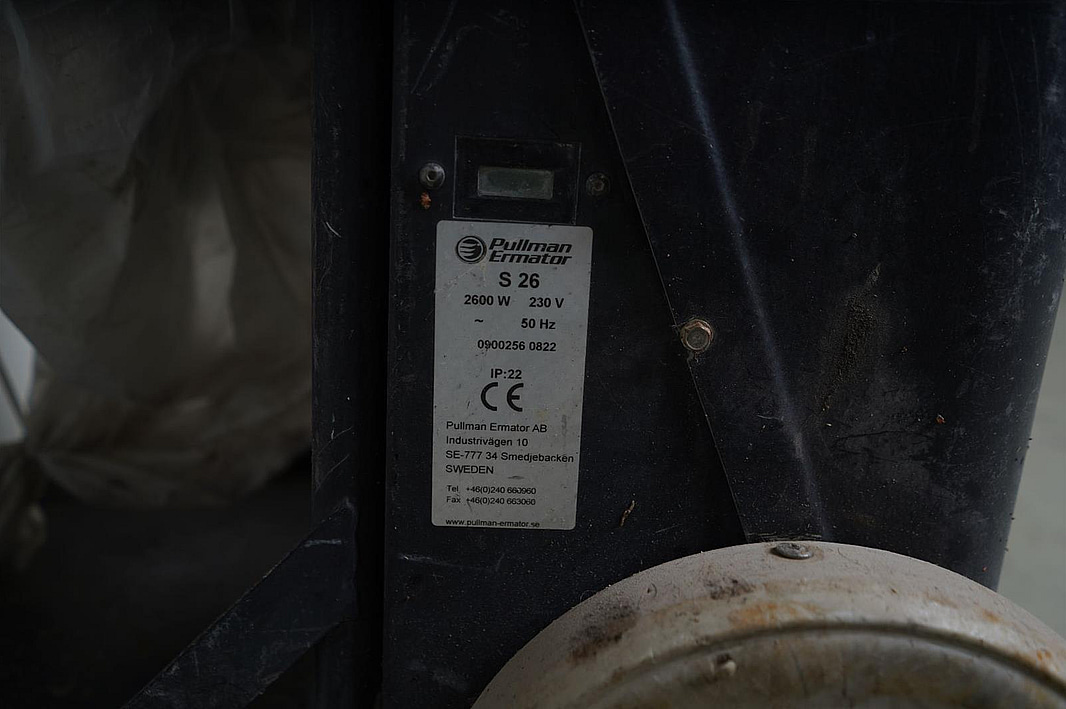 Pullman
Ermator
S 26
2600 W 230 V
~ 50 Hz
0900256 0822
IP:22
CE
Pullman Ermator AB
Industrivägen 10
SE-777 34 Smedjebacken
SWEDEN
Tel +46(0)240 660960
Fax +46(0)240 663060
www.pullman-ermator.se